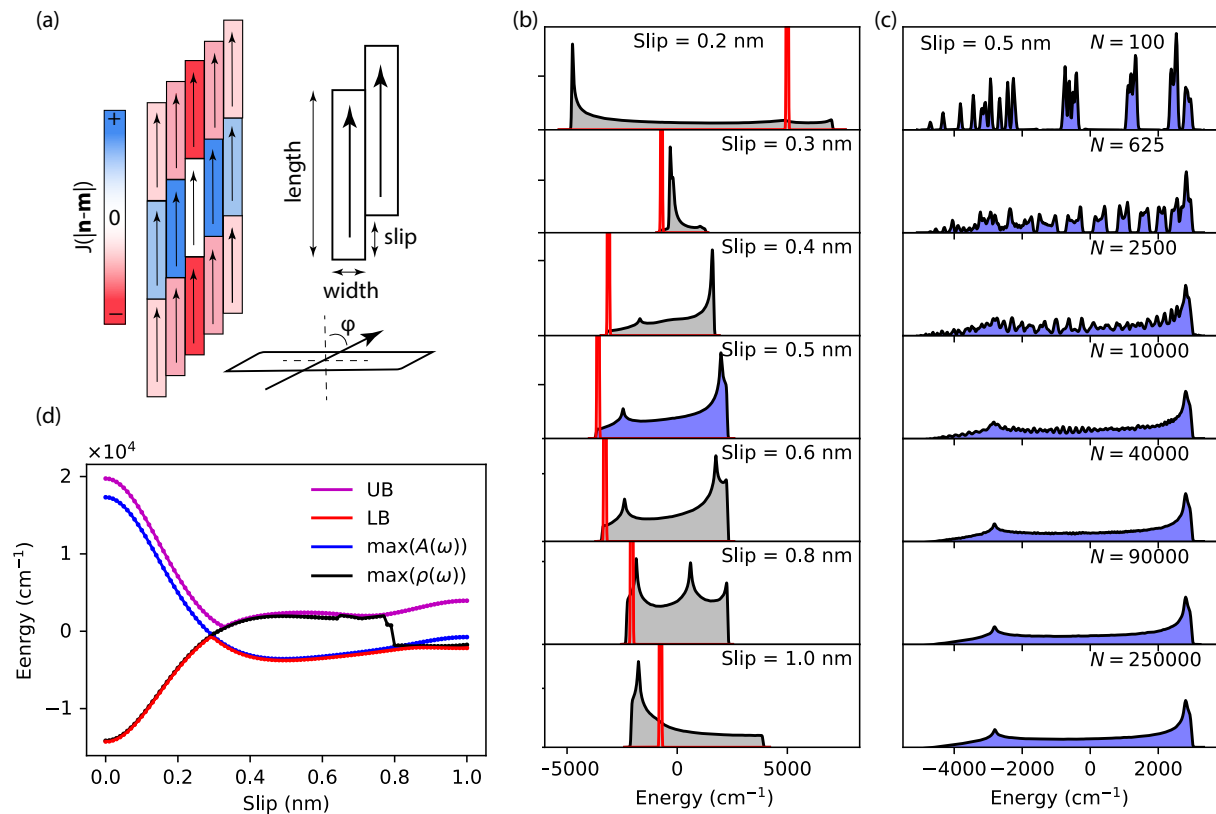 (a)
J(|n-m|)
+
0
−
length
width
slip
φ
(b)
Slip = 0.2 nm
Slip = 0.3 nm
Slip = 0.4 nm
Slip = 0.5 nm
Slip = 0.6 nm
Slip = 0.8 nm
Slip = 1.0 nm
−5000 0 5000
Energy (cm⁻¹)
(c)
Slip = 0.5 nm
N = 100
N = 625
N = 2500
N = 10000
N = 40000
N = 90000
N = 250000
−4000 −2000 0 2000
Energy (cm⁻¹)
(d)
×10⁴
UB
LB
max(A(ω))
max(ρ(ω))
2
1
0
−1
Eenergy (cm⁻¹)
0.0 0.2 0.4 0.6 0.8 1.0
Slip (nm)